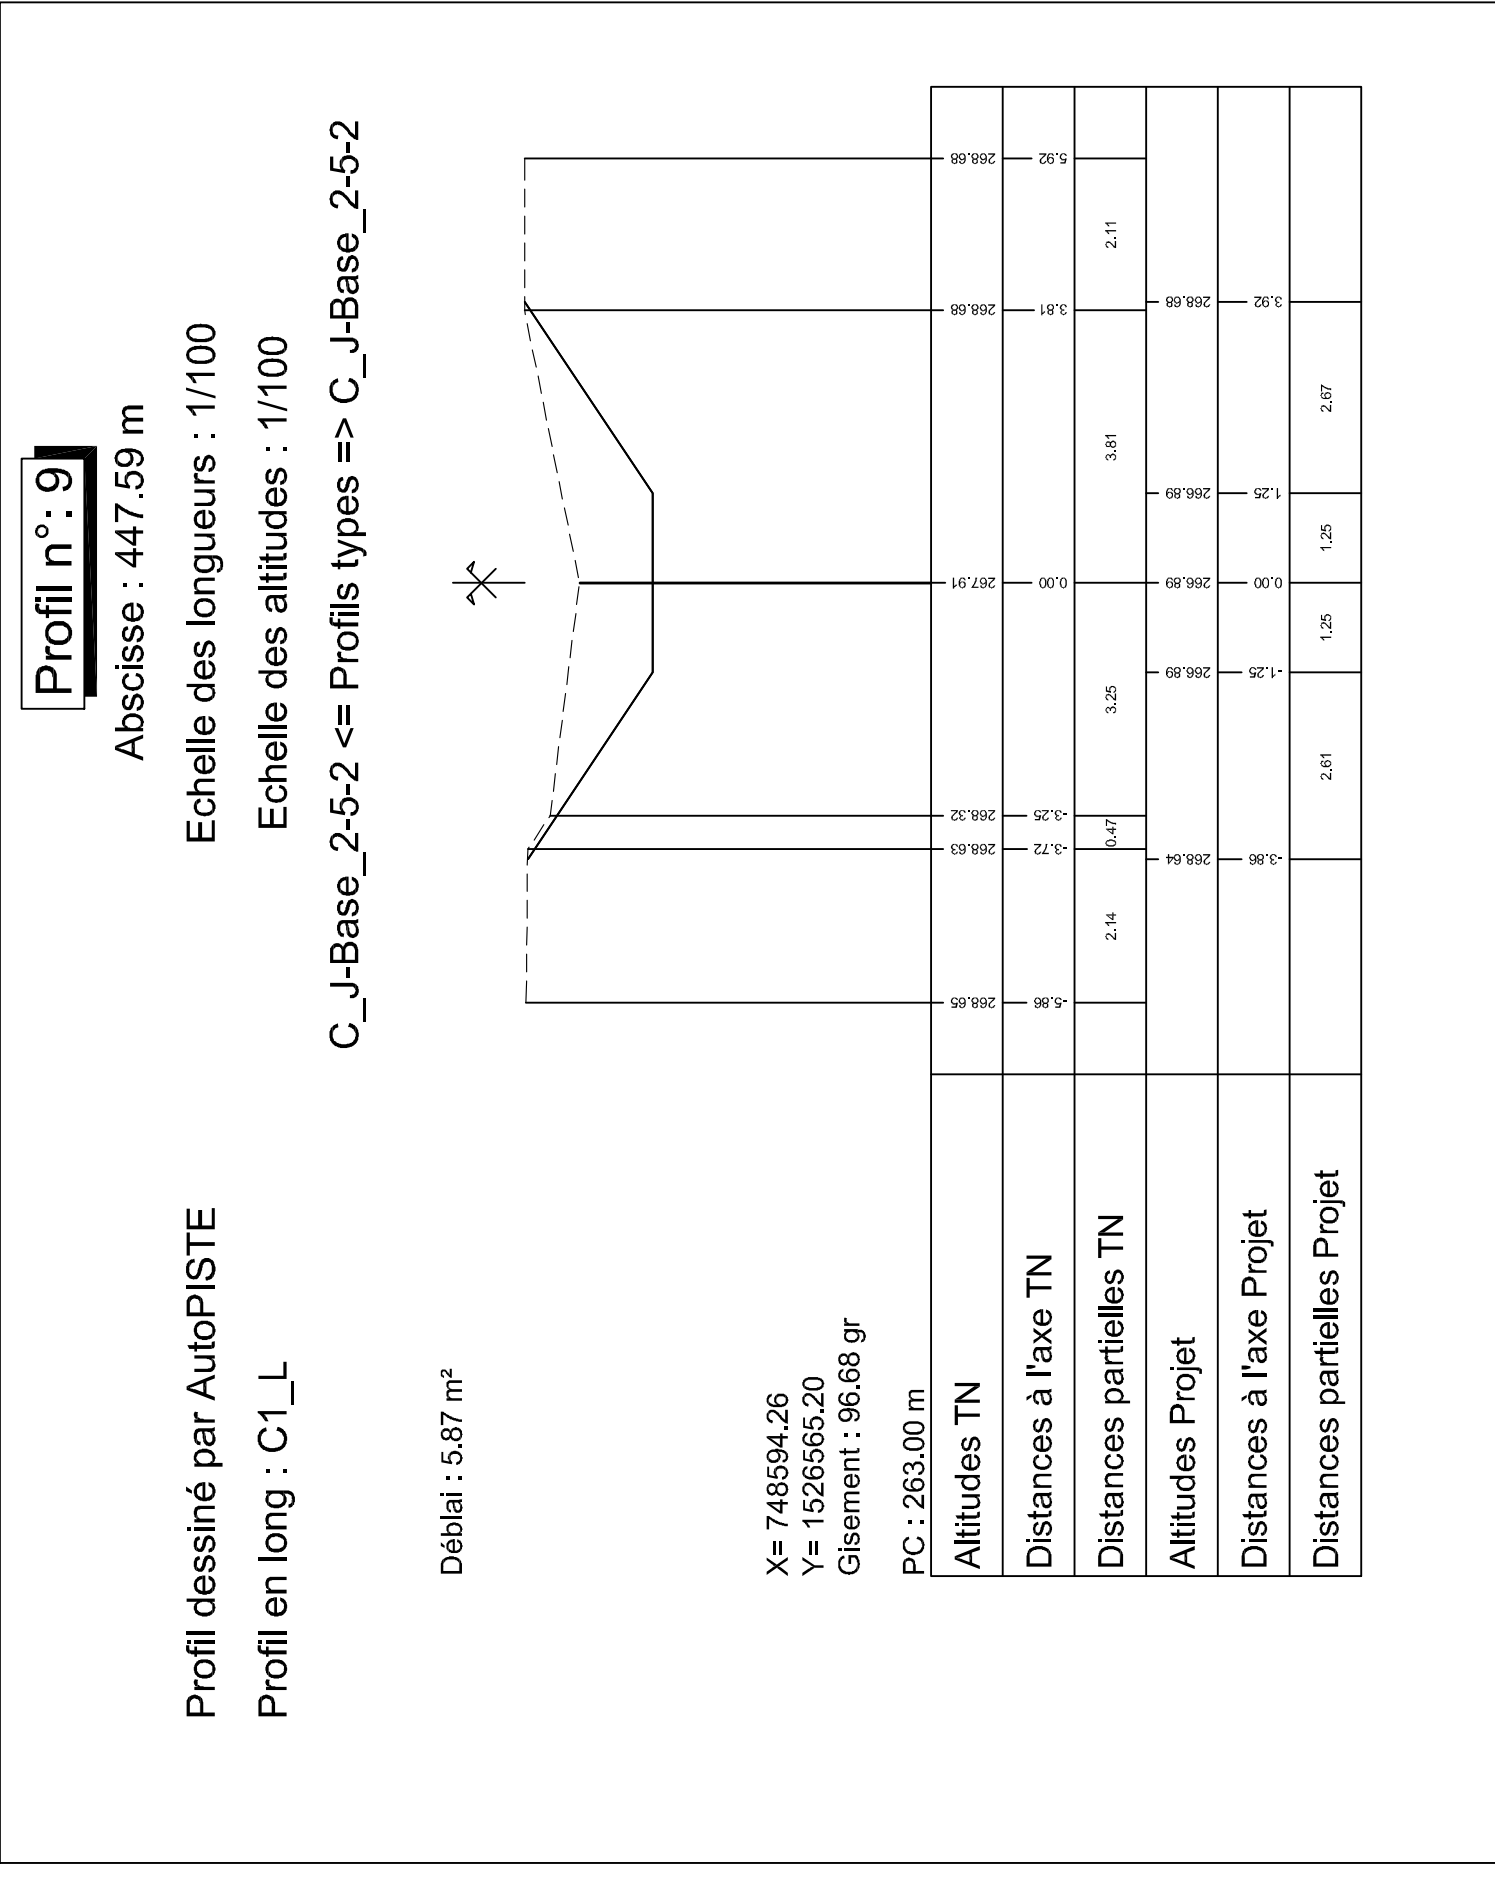 Profil n° : 9
Abscisse : 447.59 m
Profil dessiné par AutoPISTE
Echelle des longueurs : 1/100
Profil en long : C1_L
Echelle des altitudes : 1/100
C_J-Base_2-5-2 <= Profils types => C_J-Base_2-5-2
Déblai : 5.87 m²
X= 748594.26
Y= 1526565.20
Gisement : 96.68 gr
PC : 263.00 m
Altitudes TN 268.65 268.63 268.32 267.91 268.68 268.68
Distances à l'axe TN -5.86 -3.72 -3.25 0.00 3.81 5.92
Distances partielles TN 2.14 0.47 3.25 3.81 2.11
Altitudes Projet 268.64 266.89 266.89 266.89 268.68
Distances à l'axe Projet -3.86 -1.25 0.00 1.25 3.92
Distances partielles Projet 2.61 1.25 1.25 2.67